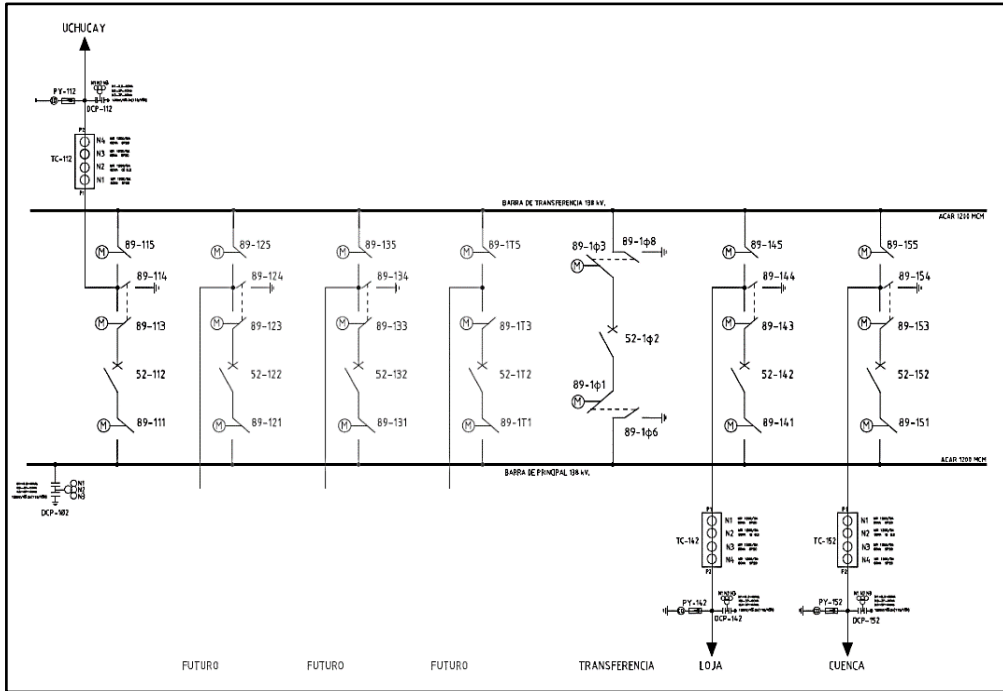 UCHUCAY
PY-112
DCP-112
P2
TC-112
N4
N3
N2
N1
P1
BARRA DE TRANSFERENCIA 138 kV.
ACAR 1200 MCM
M 89-115
89-114
M 89-113
52-112
M 89-111
M 89-125
89-124
M 89-123
52-122
M 89-121
M 89-135
89-134
M 89-133
52-132
M 89-131
M 89-1T5
M 89-1T3
52-1T2
M 89-1T1
89-1ϕ3
89-1ϕ8
M
52-1ϕ2
89-1ϕ1
M
89-1ϕ6
M 89-145
89-144
M 89-143
52-142
M 89-141
M 89-155
89-154
M 89-153
52-152
M 89-151
BARRA DE PRINCIPAL 138 kV.
ACAR 1200 MCM
N1
N2
N3
DCP-102
P1
TC-142
N1
N2
N3
N4
P2
PY-142
DCP-142
P1
TC-152
N1
N2
N3
N4
P2
PY-152
DCP-152
FUTURO
FUTURO
FUTURO
TRANSFERENCIA
LOJA
CUENCA